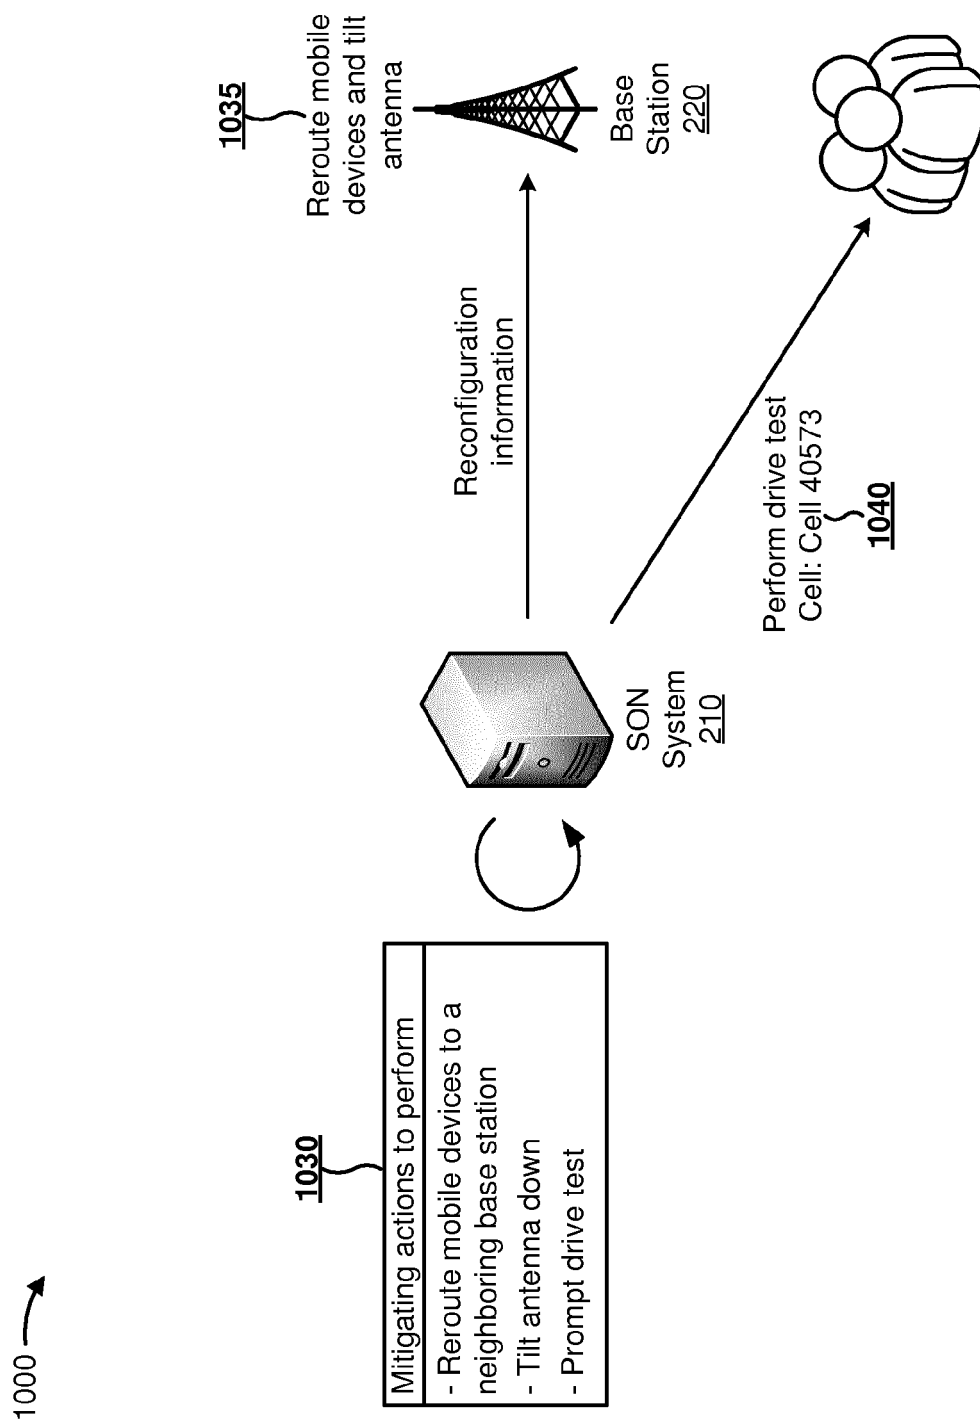 1000
1030
Mitigating actions to perform
- Reroute mobile devices to a
neighboring base station
- Tilt antenna down
- Prompt drive test
SON
System
210
Reconfiguration
information
1035
Reroute mobile
devices and tilt
antenna
Base
Station
220
Perform drive test
Cell: Cell 40573
1040